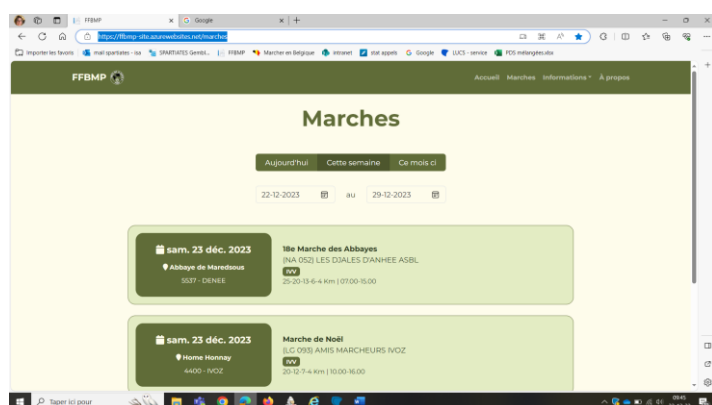 FFBMP
Google
https://ffbmp-site.azurewebsites.net/marches
Importer les favoris
mail spartiates - isa
SPARTIATES Gembl...
FFBMP
Marcher en Belgique
intranet
stat appels
Google
LUCS - service
PDS mélangées.xlsx
FFBMP
Accueil Marches Informations À propos
Marches
Aujourd'hui Cette semaine Ce mois ci
22-12-2023 au 29-12-2023
sam. 23 déc. 2023
Abbaye de Maredsous
5537 - DENEE
18e Marche des Abbayes
(NA 052) LES DJALES D'ANHEE ASBL
IVV
25-20-13-6-4 Km | 07.00-15.00
sam. 23 déc. 2023
Home Honnay
4400 - IVOZ
Marche de Noël
(LG 093) AMIS MARCHEURS IVOZ
IVV
20-12-7-4 Km | 10.00-16.00
Taper ici pour
09:45